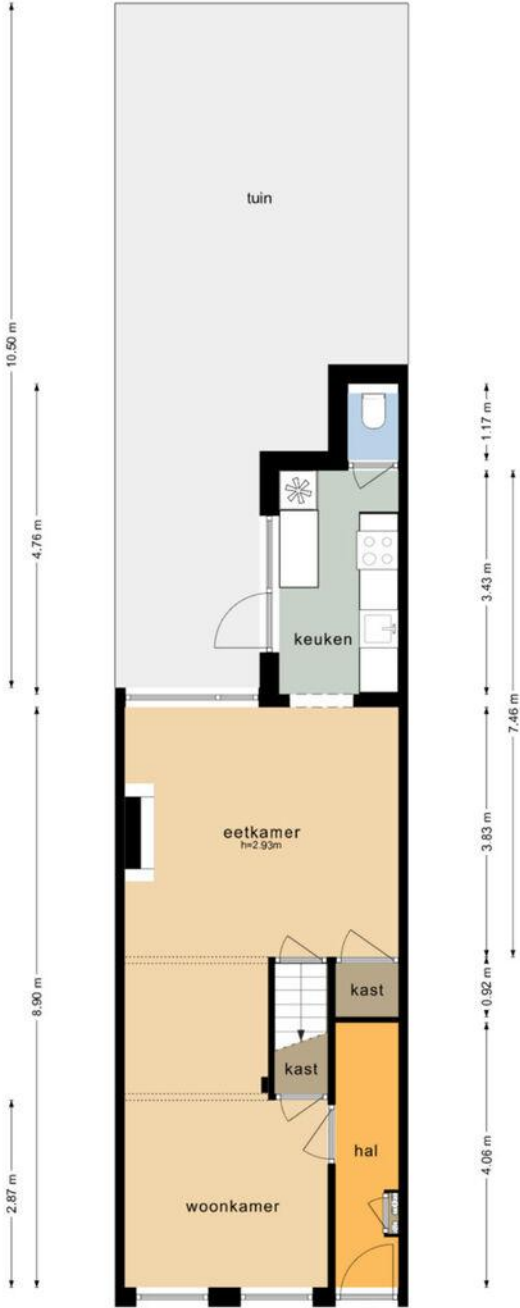 tuin
10.50 m
4.76 m
1.17 m
3.43 m
7.46 m
keuken
eetkamer
h=2.93m
3.83 m
8.90 m
kast
0.92 m
kast
hal
4.06 m
2.87 m
woonkamer